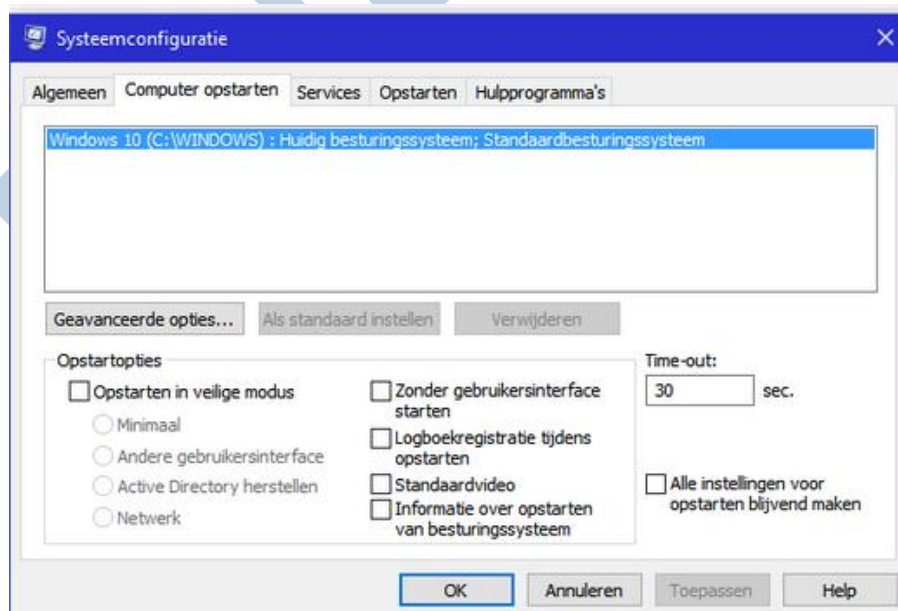 Systeemconfiguratie
Algemeen Computer opstarten Services Opstarten Hulpprogramma's
Windows 10 (C:\WINDOWS) : Huidig besturingssysteem; Standaardbesturingssysteem
Geavanceerde opties... Als standaard instellen Verwijderen
Opstartopties
Opstarten in veilige modus
Minimaal
Andere gebruikersinterface
Active Directory herstellen
Netwerk
Zonder gebruikersinterface
starten
Logboekregistratie tijdens
opstarten
Standaardvideo
Informatie over opstarten
van besturingssysteem
Time-out:
30 sec.
Alle instellingen voor
opstarten blijvend maken
OK Annuleren Toepassen Help